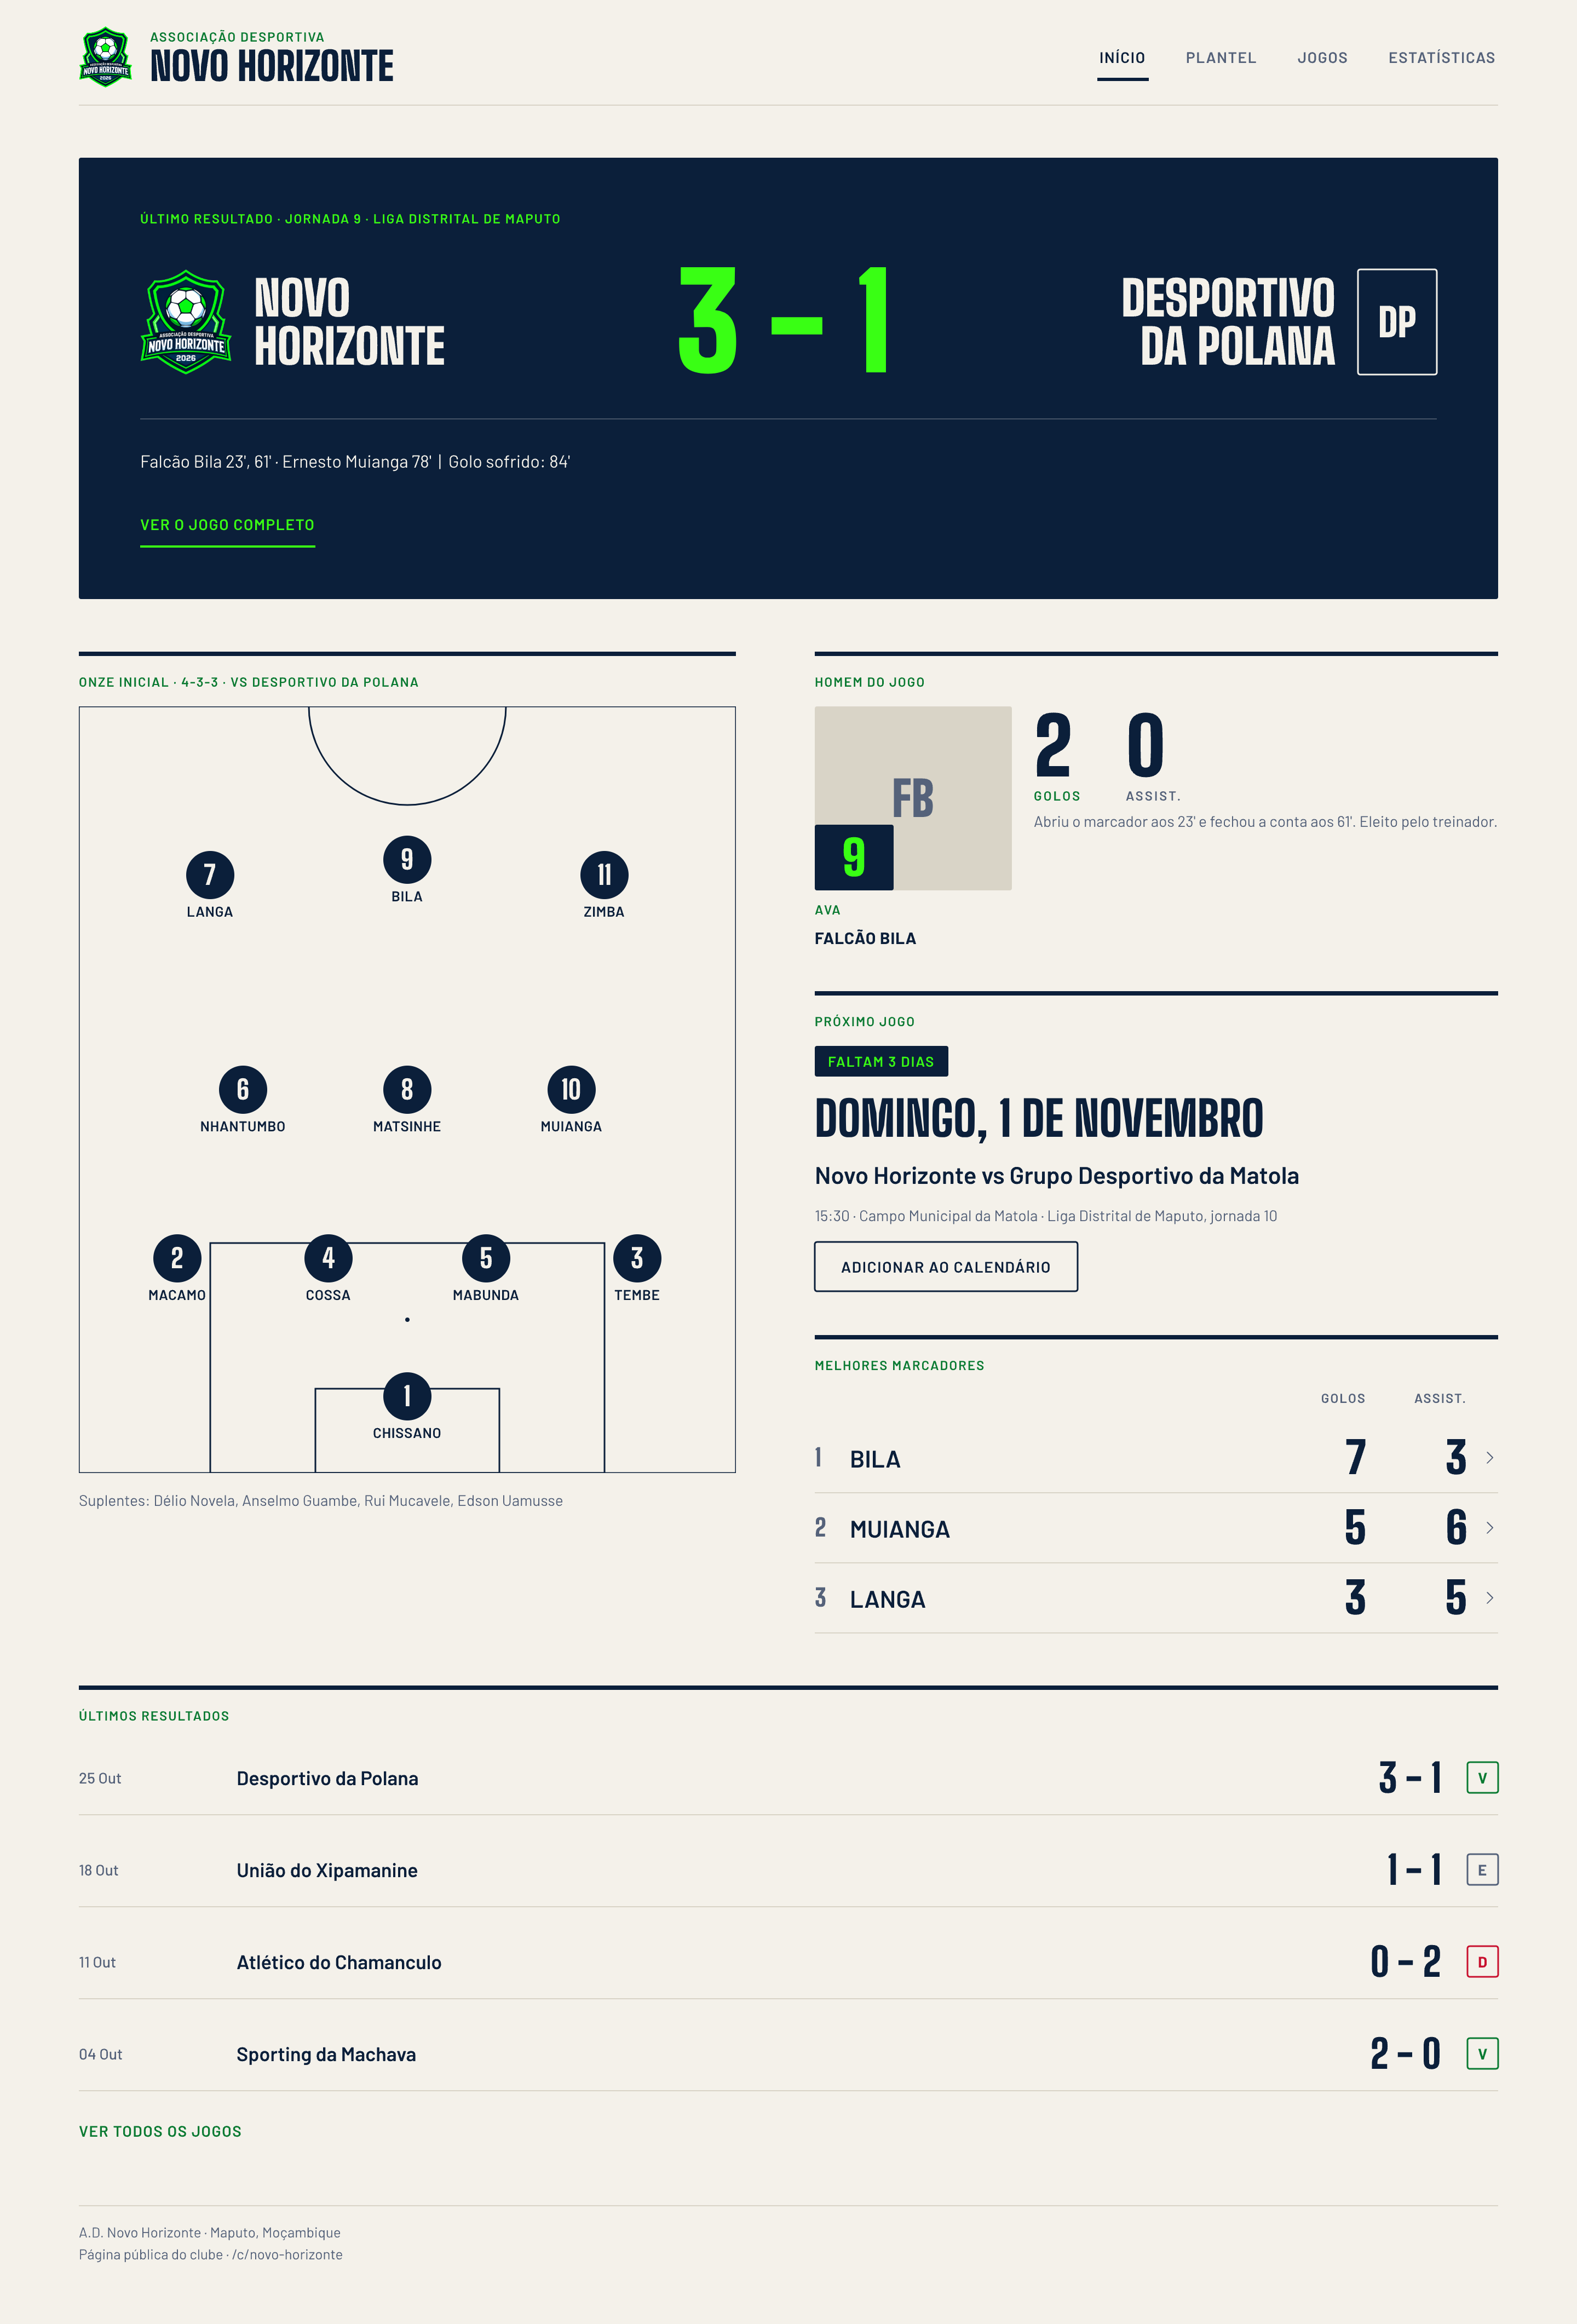 ASSOCIAÇÃO DESPORTIVA
NOVO HORIZONTE
2026
ASSOCIAÇÃO DESPORTIVA
NOVO HORIZONTE
INÍCIO
PLANTEL
JOGOS
ESTATÍSTICAS
ÚLTIMO RESULTADO · JORNADA 9 · LIGA DISTRITAL DE MAPUTO
ASSOCIAÇÃO DESPORTIVA
NOVO HORIZONTE
2026
NOVO
HORIZONTE
3 – 1
DESPORTIVO
DA POLANA
DP
Falcão Bila 23', 61' · Ernesto Muianga 78' | Golo sofrido: 84'
VER O JOGO COMPLETO
ONZE INICIAL · 4-3-3 · VS DESPORTIVO DA POLANA
7
LANGA
9
BILA
11
ZIMBA
6
NHANTUMBO
8
MATSINHE
10
MUIANGA
2
MACAMO
4
COSSA
5
MABUNDA
3
TEMBE
1
CHISSANO
Suplentes: Délio Novela, Anselmo Guambe, Rui Mucavele, Edson Uamusse
HOMEM DO JOGO
FB
9
AVA
FALCÃO BILA
2
GOLOS
0
ASSIST.
Abriu o marcador aos 23' e fechou a conta aos 61'. Eleito pelo treinador.
PRÓXIMO JOGO
FALTAM 3 DIAS
DOMINGO, 1 DE NOVEMBRO
Novo Horizonte vs Grupo Desportivo da Matola
15:30 · Campo Municipal da Matola · Liga Distrital de Maputo, jornada 10
ADICIONAR AO CALENDÁRIO
MELHORES MARCADORES
GOLOS ASSIST.
1 BILA 7 3
2 MUIANGA 5 6
3 LANGA 3 5
ÚLTIMOS RESULTADOS
25 Out Desportivo da Polana 3 – 1 V
18 Out União do Xipamanine 1 – 1 E
11 Out Atlético do Chamanculo 0 – 2 D
04 Out Sporting da Machava 2 – 0 V
VER TODOS OS JOGOS
A.D. Novo Horizonte · Maputo, Moçambique
Página pública do clube · /c/novo-horizonte